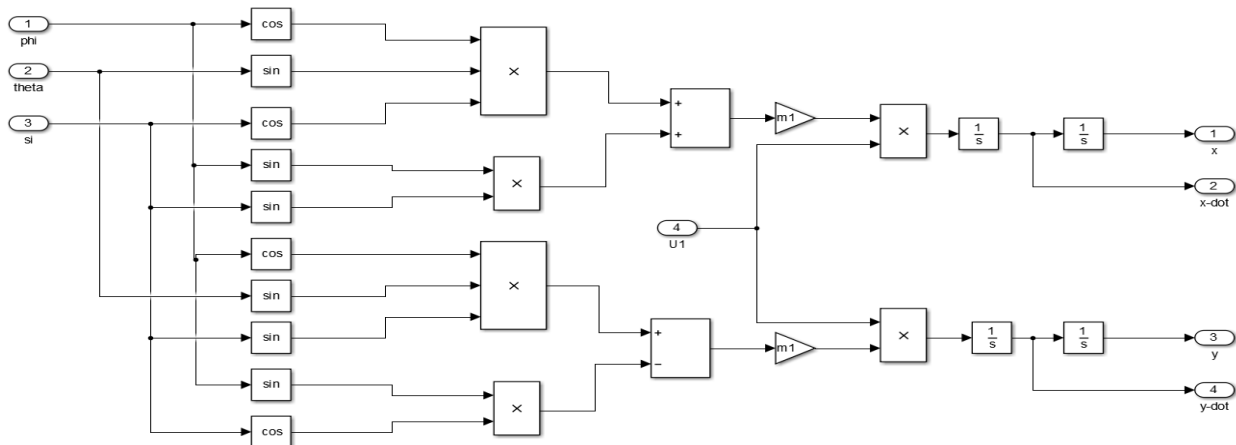 1
phi
2
theta
3
si
cos
sin
cos
sin
sin
cos
sin
sin
sin
cos
×
×
×
×
+
+
+
−
m1
m1
4
U1
×
×
1
s
1
s
1
s
1
s
1
x
2
x-dot
3
y
4
y-dot